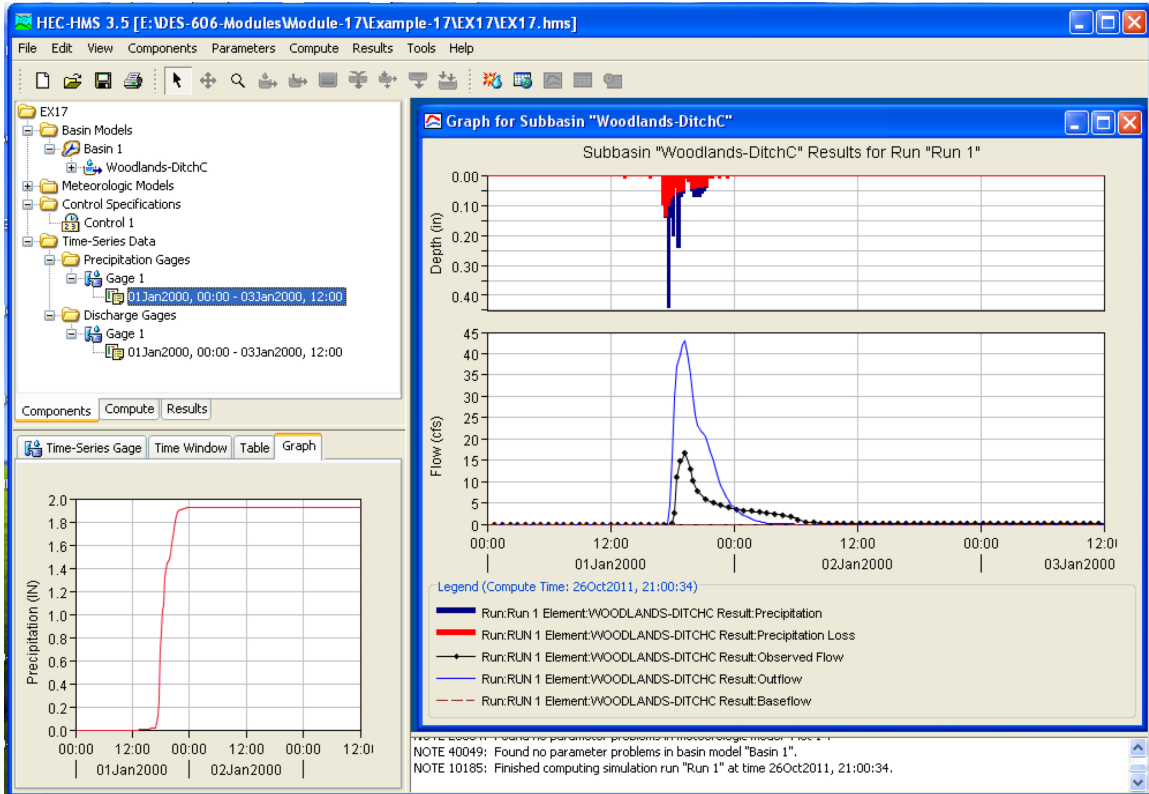 HEC-HMS 3.5 [E:\DES-606-Modules\Module-17\Example-17\EX17\EX17.hms]
File Edit View Components Parameters Compute Results Tools Help
EX17
Basin Models
Basin 1
Woodlands-DitchC
Meteorologic Models
Control Specifications
Control 1
Time-Series Data
Precipitation Gages
Gage 1
01Jan2000, 00:00 - 03Jan2000, 12:00
Discharge Gages
Gage 1
01Jan2000, 00:00 - 03Jan2000, 12:00
Components Compute Results
Time-Series Gage Time Window Table Graph
2.0
1.8
1.6
1.4
1.2
1.0
0.8
0.6
0.4
0.2
0.0
Precipitation (IN)
00:00 12:00 00:00 12:00 00:00 12:0
01Jan2000 02Jan2000
Graph for Subbasin "Woodlands-DitchC"
Subbasin "Woodlands-DitchC" Results for Run "Run 1"
0.00
0.10
0.20
0.30
0.40
Depth (in)
45
40
35
30
25
20
15
10
5
0
Flow (cfs)
00:00 12:00 00:00 12:00 00:00 12:0
01Jan2000 02Jan2000 03Jan2000
Legend (Compute Time: 26Oct2011, 21:00:34)
Run:Run 1 Element:WOODLANDS-DITCHC Result:Precipitation
Run:RUN 1 Element:WOODLANDS-DITCHC Result:Precipitation Loss
Run:RUN 1 Element:WOODLANDS-DITCHC Result:Observed Flow
Run:RUN 1 Element:WOODLANDS-DITCHC Result:Outflow
Run:RUN 1 Element:WOODLANDS-DITCHC Result:Baseflow
NOTE 40049: Found no parameter problems in basin model "Basin 1".
NOTE 10185: Finished computing simulation run "Run 1" at time 26Oct2011, 21:00:34.